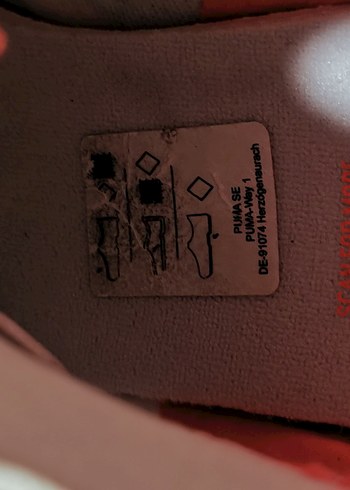 PUMA SE
PUMA-Way 1
DE-91074 Herzogenaurach